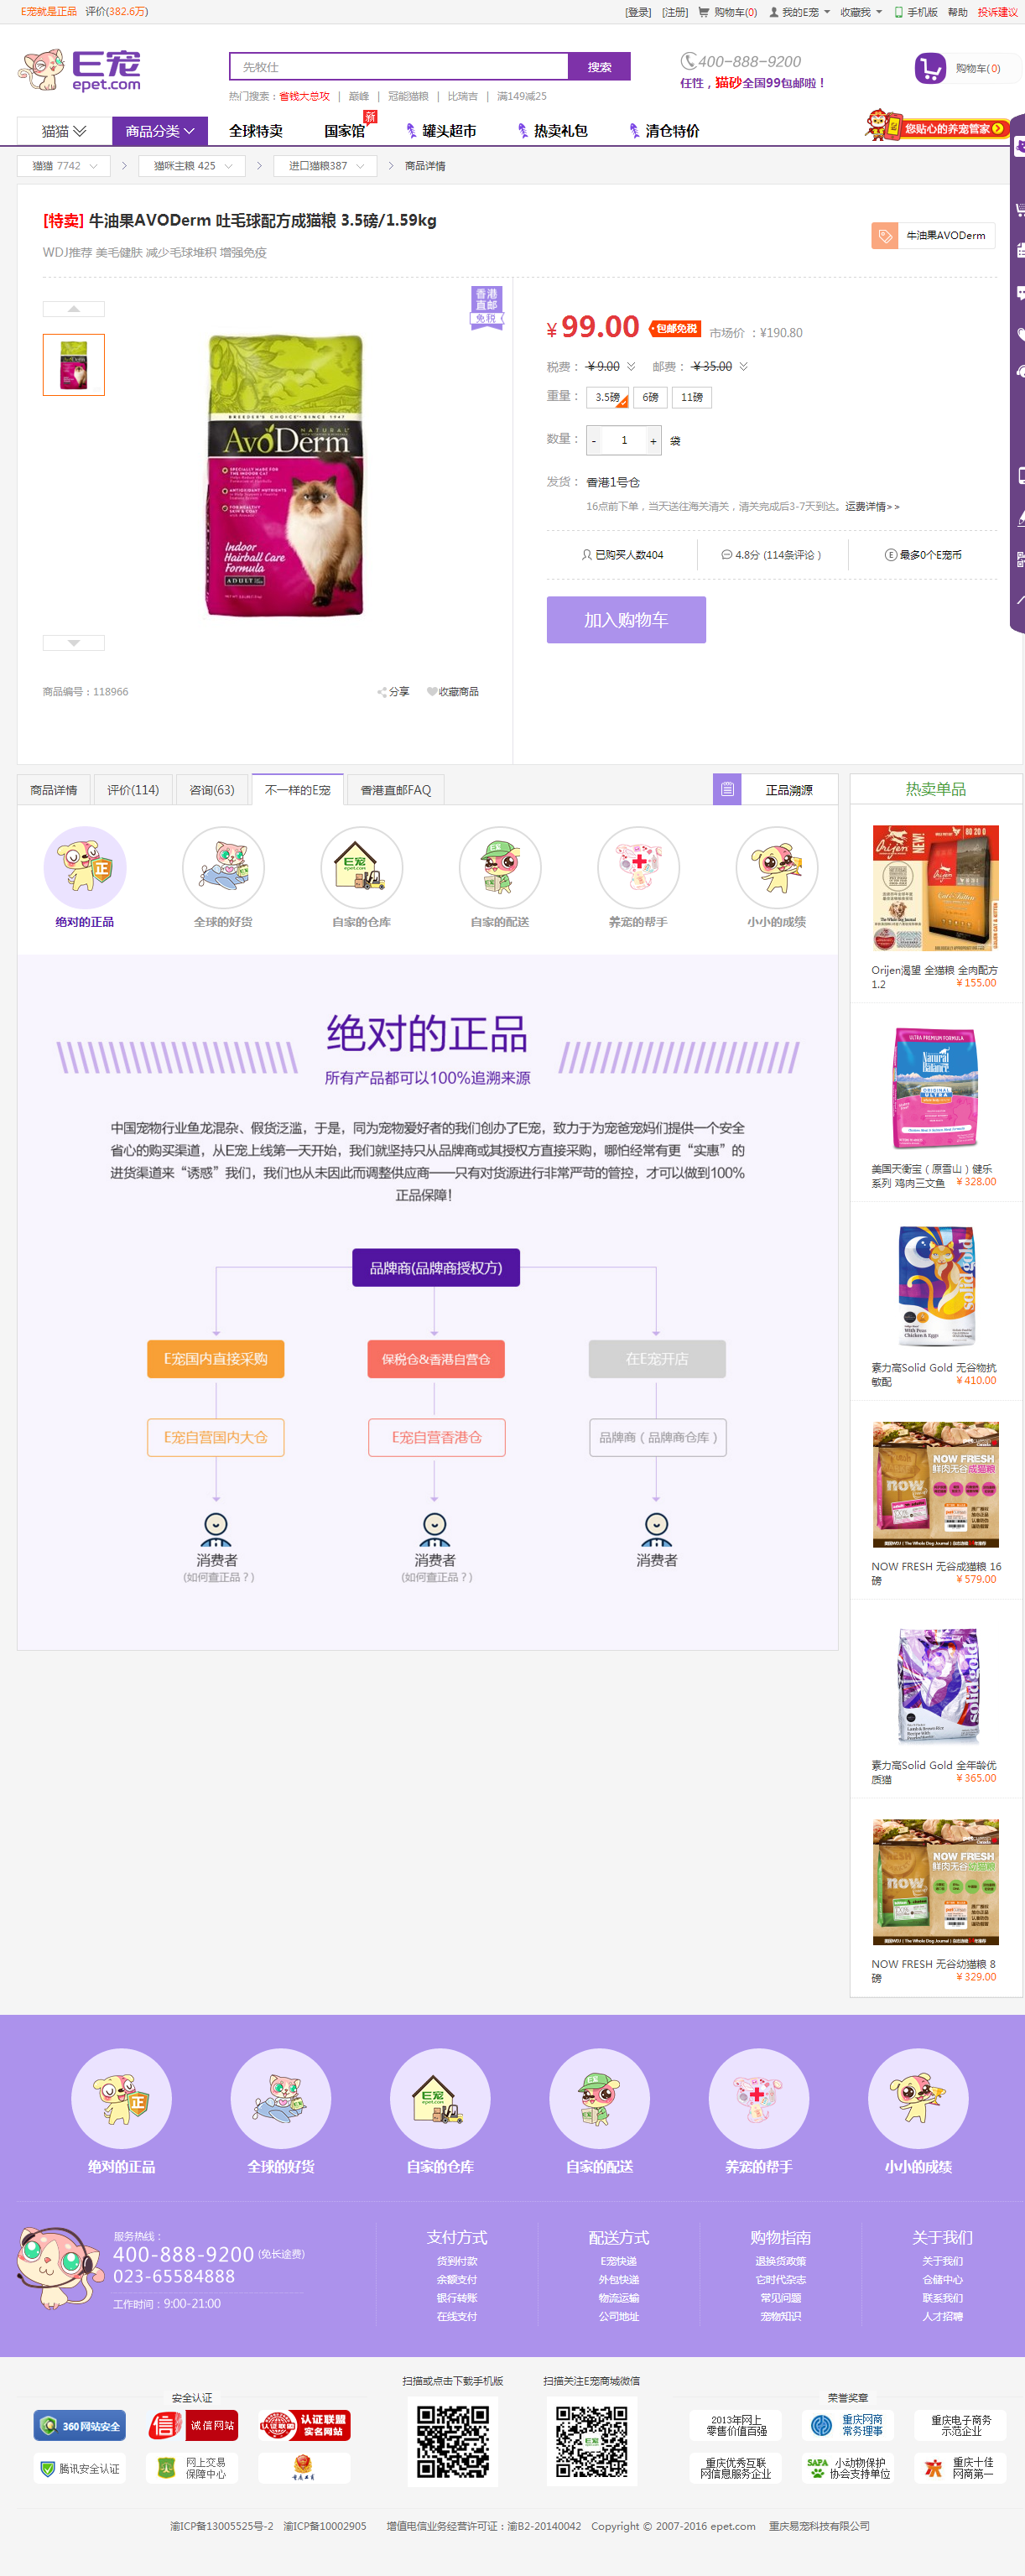 E宠就是正品 评价(382.6万)
[登录] [注册] 购物车(0) 我的E宠 收藏我 手机版 帮助 投诉建议
E宠
epet.com
先牧仕 搜索
热门搜索：省钱大总攻 | 巅峰 | 冠能猫粮 | 比瑞吉 | 满149减25
400-888-9200
任性，猫砂全国99包邮啦！
购物车(0)
猫猫 商品分类 全球特卖 国家馆 新 罐头超市 热卖礼包 清仓特价
您贴心的养宠管家
猫猫 7742 猫咪主粮 425 进口猫粮387 商品详情
[特卖] 牛油果AVODerm 吐毛球配方成猫粮 3.5磅/1.59kg
WDJ推荐 美毛健肤 减少毛球堆积 增强免疫
牛油果AVODerm
香港
直邮
免税
BREEDER'S CHOICE SINCE 1947
NATURAL
AvoDerm
Indoor
Hairball Care
Formula
ADULT
¥ 99.00 包邮免税 市场价 ：¥190.80
税费： ¥9.00 邮费： ¥35.00
重量： 3.5磅 6磅 11磅
数量： - 1 + 袋
发货： 香港1号仓
16点前下单，当天送往海关清关，清关完成后3-7天到达。运费详情>>
已购买人数404 4.8分 (114条评论 ) 最多0个E宠币
加入购物车
商品编号：118966 分享 收藏商品
商品详情 评价(114) 咨询(63) 不一样的E宠 香港直邮FAQ 正品溯源
绝对的正品 全球的好货 自家的仓库 自家的配送 养宠的帮手 小小的成绩
绝对的正品
所有产品都可以100%追溯来源
中国宠物行业鱼龙混杂、假货泛滥，于是，同为宠物爱好者的我们创办了E宠，致力于为宠爸宠妈们提供一个安全
省心的购买渠道，从E宠上线第一天开始，我们就坚持只从品牌商或其授权方直接采购，哪怕经常有更“实惠”的
进货渠道来“诱惑”我们，我们也从未因此而调整供应商——只有对货源进行非常严苛的管控，才可以做到100%
正品保障！
品牌商(品牌商授权方)
E宠国内直接采购 保税仓&香港自营仓 在E宠开店
E宠自营国内大仓 E宠自营香港仓 品牌商（品牌商仓库）
消费者 消费者 消费者
(如何查正品？) (如何查正品？)
热卖单品
Orijen渴望 全猫粮 全肉配方
1.2 ¥155.00
美国天衡宝（原雪山）健乐
系列 鸡肉三文鱼 ¥328.00
素力高Solid Gold 无谷物抗
敏配 ¥410.00
NOW FRESH
鲜肉无谷成猫粮
NOW FRESH 无谷成猫粮 16
磅 ¥579.00
素力高Solid Gold 全年龄优
质猫 ¥365.00
NOW FRESH
鲜肉无谷幼猫粮
NOW FRESH 无谷幼猫粮 8
磅 ¥329.00
绝对的正品 全球的好货 自家的仓库 自家的配送 养宠的帮手 小小的成绩
服务热线：
400-888-9200 (免长途费)
023-65584888
工作时间：9:00-21:00
支付方式
货到付款
余额支付
银行转账
在线支付
配送方式
E宠快递
外包快递
物流运输
公司地址
购物指南
退换货政策
它时代杂志
常见问题
宠物知识
关于我们
关于我们
仓储中心
联系我们
人才招聘
安全认证
360网站安全
信 诚信网站
认证联盟
实名网站
腾讯安全认证
网上交易
保障中心
扫描或点击下载手机版 扫描关注E宠商城微信
荣誉奖章
2013年网上
零售价值百强
重庆网商
常务理事
重庆电子商务
示范企业
重庆优秀互联
网信息服务企业
SAPA 小动物保护
协会支持单位
重庆十佳
网商第一
渝ICP备13005525号-2 渝ICP备10002905 增值电信业务经营许可证：渝B2-20140042 Copyright © 2007-2016 epet.com 重庆易宠科技有限公司